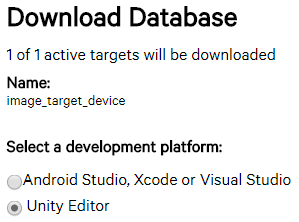 Download Database
1 of 1 active targets will be downloaded
Name:
image_target_device
Select a development platform:
Android Studio, Xcode or Visual Studio
Unity Editor